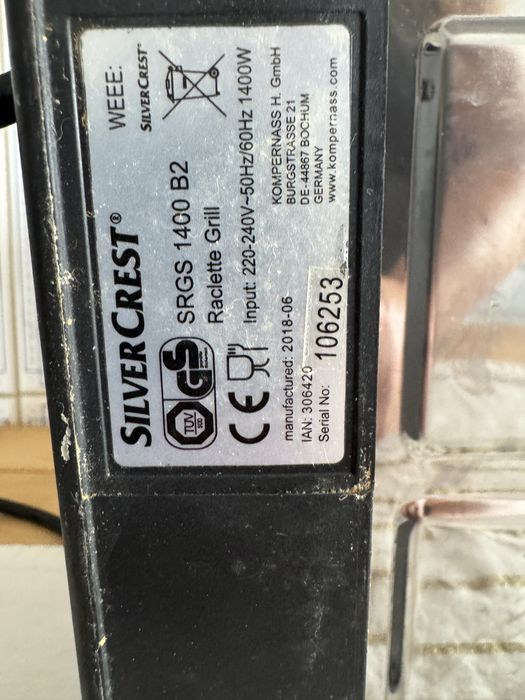 SILVERCREST®
WEEE:
SILVERCREST®
TÜV
GS
SRGS 1400 B2
Raclette Grill
CE
Input: 220-240V~50Hz/60Hz 1400W
manufactured: 2018-06
IAN: 306420
Serial No:
106253
KOMPERNASS H. GmbH
BURGSTRASSE 21
DE-44867 BOCHUM
GERMANY
www.kompernass.com